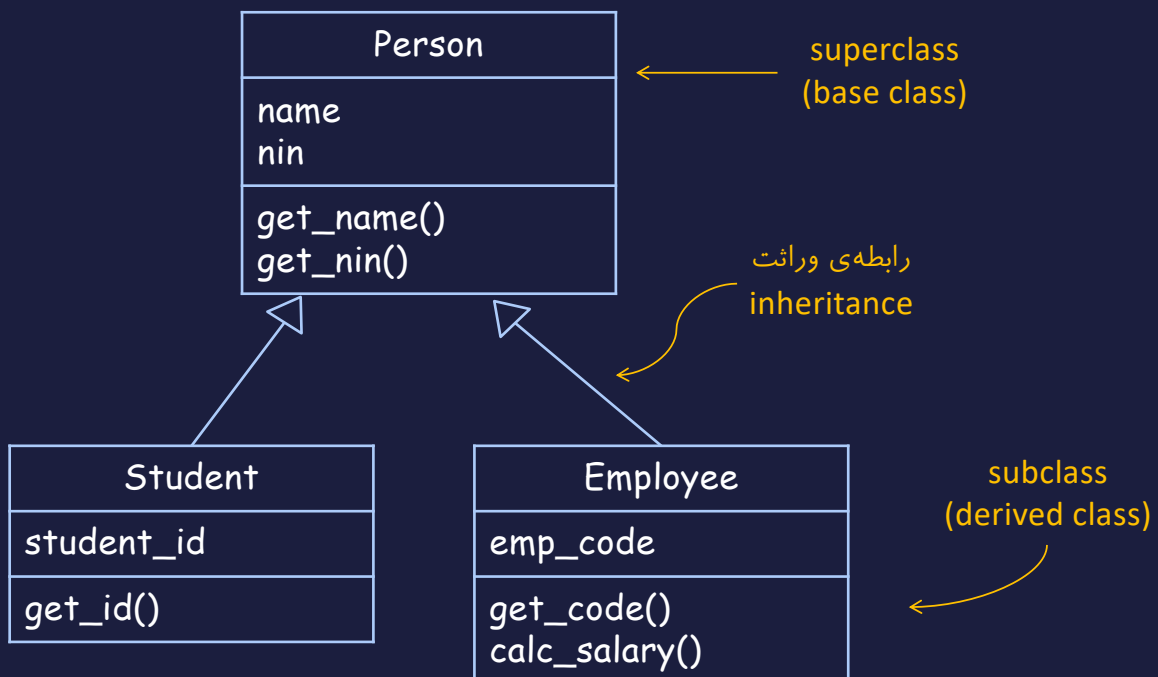 Person
name
nin
get_name()
get_nin()
superclass
(base class)
رابطه‌ی وراثت
inheritance
Student
student_id
get_id()
Employee
emp_code
get_code()
calc_salary()
subclass
(derived class)